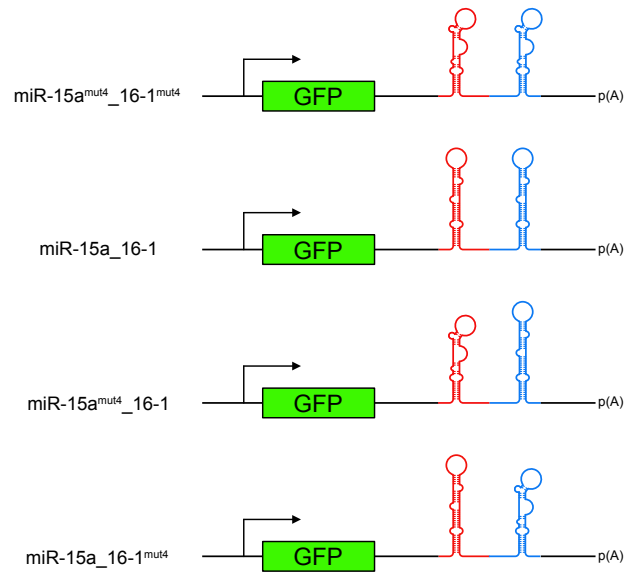 miR-15a^mut4_16-1^mut4 GFP p(A)
miR-15a_16-1 GFP p(A)
miR-15a^mut4_16-1 GFP p(A)
miR-15a_16-1^mut4 GFP p(A)